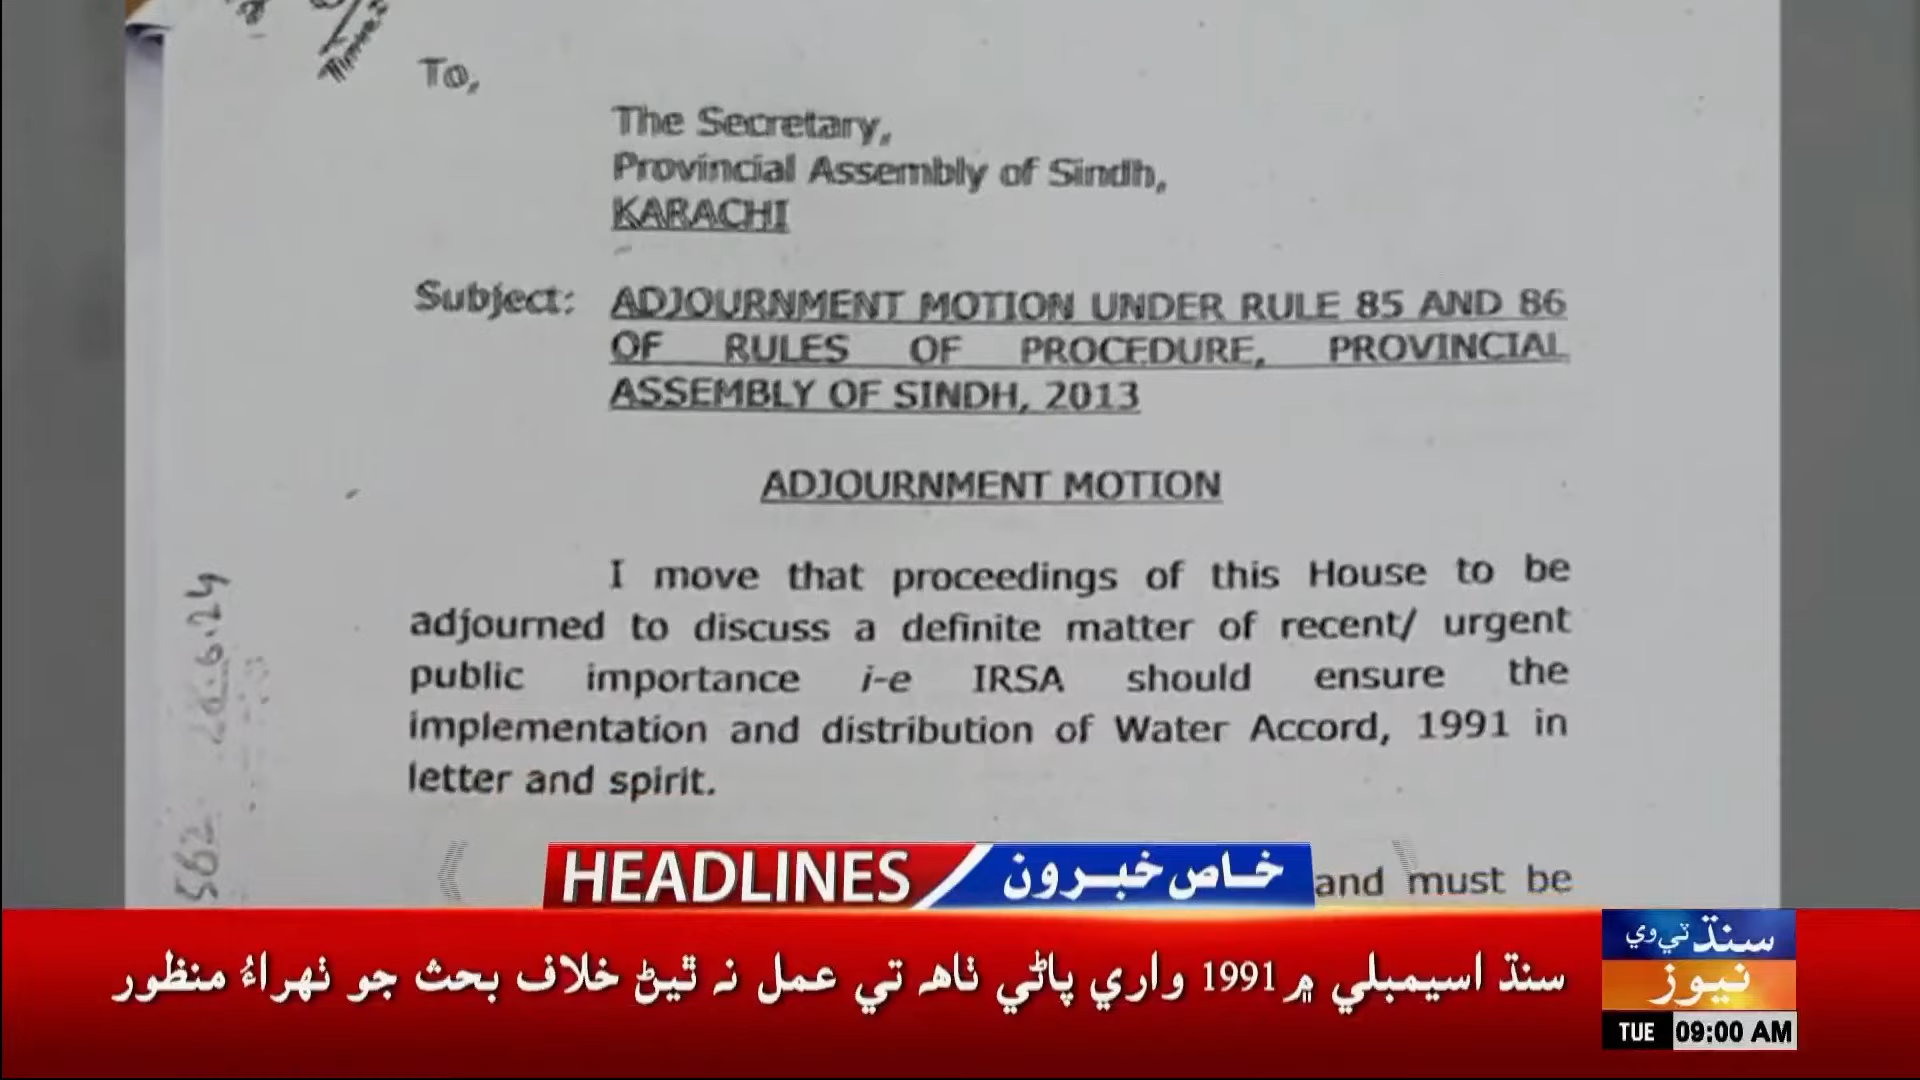 To,
The Secretary,
Provincial Assembly of Sindh,
KARACHI
Subject: ADJOURNMENT MOTION UNDER RULE 85 AND 86
OF RULES OF PROCEDURE, PROVINCIAL
ASSEMBLY OF SINDH, 2013
ADJOURNMENT MOTION
I move that proceedings of this House to be
adjourned to discuss a definite matter of recent/ urgent
public importance i-e IRSA should ensure the
implementation and distribution of Water Accord, 1991 in
letter and spirit.
and must be
HEADLINES خاص خبرون
سنڌ اسيمبلي ۾ 1991 واري پاڻي ٺاهه تي عمل نہ ٿيڻ خلاف بحث جو ٺهراءُ منظور
سنڌ ٽي وي
نيوز
TUE 09:00 AM